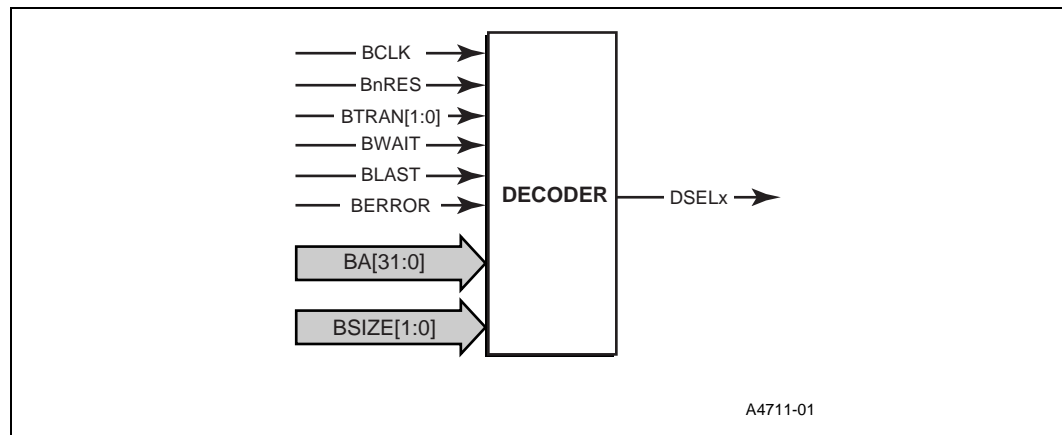 BCLK
BnRES
BTRAN[1:0]
BWAIT
BLAST
BERROR
BA[31:0]
BSIZE[1:0]
DECODER
DSELx
A4711-01